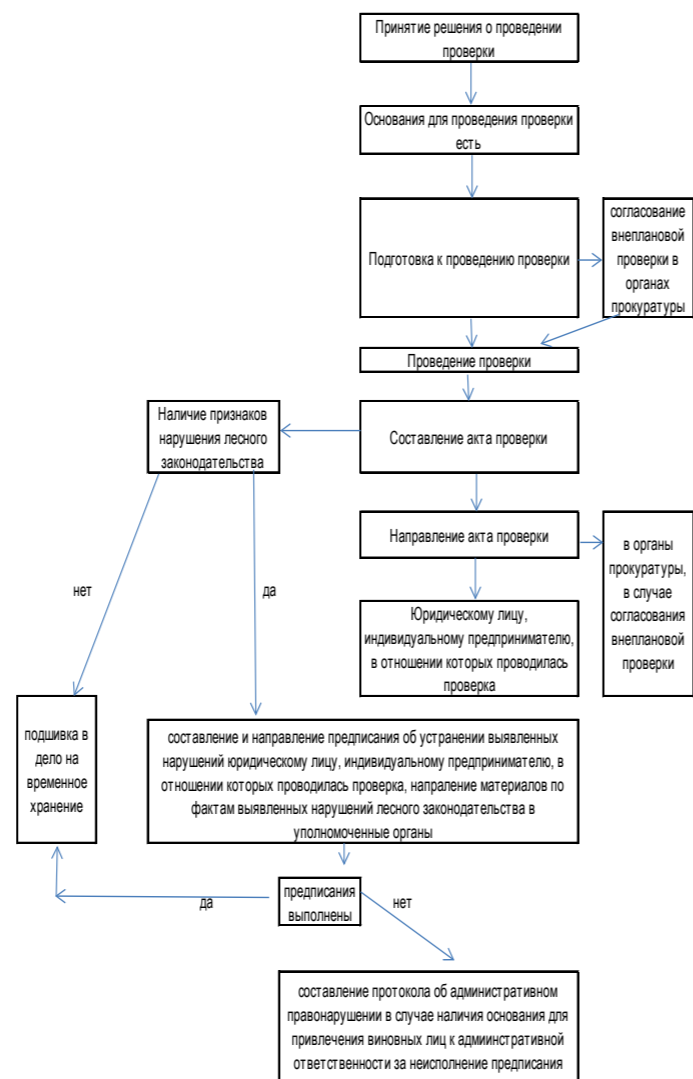 Принятие решения о проведении
проверки
Основания для проведения проверки
есть
Подготовка к проведению проверки
согласование
внеплановой
проверки в
органах
прокуратуры
Проведение проверки
Наличие признаков
нарушения лесного
законодательства
Составление акта проверки
Направление акта проверки
в органы
прокуратуры,
в случае
согласования
внеплановой
проверки
нет
да
Юридическому лицу,
индивидуальному предпринимателю,
в отношении которых проводилась
проверка
подшивка в
дело на
временное
хранение
составление и направление предписания об устранении выявленных
нарушений юридическому лицу, индивидуальному предпринимателю, в
отношении которых проводилась проверка, напраление материалов по
фактам выявленных нарушений лесного законодательства в
уполномоченные органы
предписания
выполнены
да
нет
составление протокола об административном
правонарушении в случае наличия основания для
привлечения виновных лиц к адмиинстративной
ответственности за неисполнение предписания